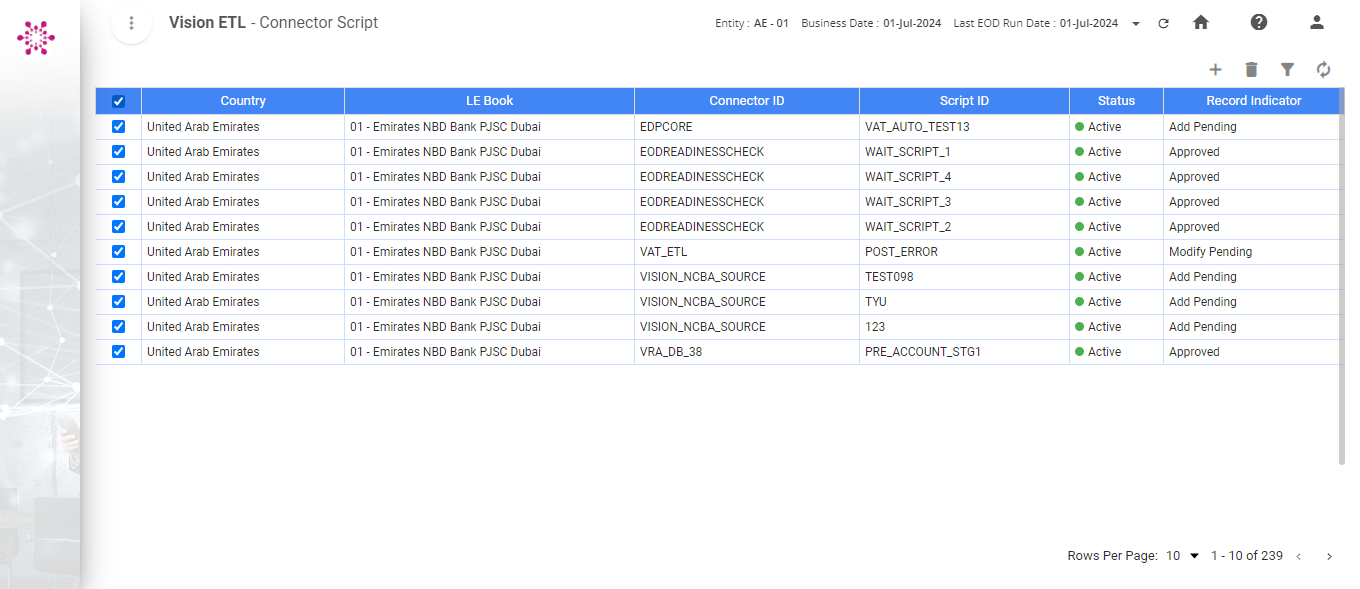 Vision ETL - Connector Script
Entity : AE - 01 Business Date : 01-Jul-2024 Last EOD Run Date : 01-Jul-2024
Country LE Book Connector ID Script ID Status Record Indicator
United Arab Emirates 01 - Emirates NBD Bank PJSC Dubai EDPCORE VAT_AUTO_TEST13 Active Add Pending
United Arab Emirates 01 - Emirates NBD Bank PJSC Dubai EODREADINESSCHECK WAIT_SCRIPT_1 Active Approved
United Arab Emirates 01 - Emirates NBD Bank PJSC Dubai EODREADINESSCHECK WAIT_SCRIPT_4 Active Approved
United Arab Emirates 01 - Emirates NBD Bank PJSC Dubai EODREADINESSCHECK WAIT_SCRIPT_3 Active Approved
United Arab Emirates 01 - Emirates NBD Bank PJSC Dubai EODREADINESSCHECK WAIT_SCRIPT_2 Active Approved
United Arab Emirates 01 - Emirates NBD Bank PJSC Dubai VAT_ETL POST_ERROR Active Modify Pending
United Arab Emirates 01 - Emirates NBD Bank PJSC Dubai VISION_NCBA_SOURCE TEST098 Active Add Pending
United Arab Emirates 01 - Emirates NBD Bank PJSC Dubai VISION_NCBA_SOURCE TYU Active Add Pending
United Arab Emirates 01 - Emirates NBD Bank PJSC Dubai VISION_NCBA_SOURCE 123 Active Add Pending
United Arab Emirates 01 - Emirates NBD Bank PJSC Dubai VRA_DB_38 PRE_ACCOUNT_STG1 Active Approved
Rows Per Page: 10 1 - 10 of 239